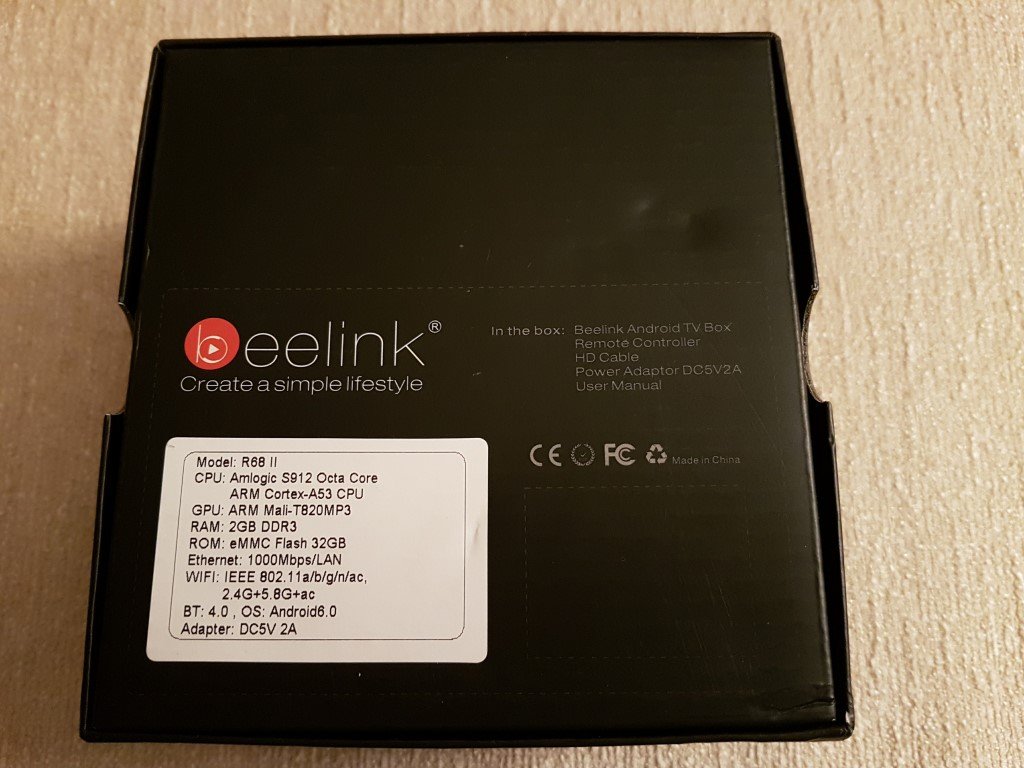 beelink®
Create a simple lifestyle
In the box: Beelink Android TV Box
Remote Controller
HD Cable
Power Adaptor DC5V2A
User Manual
CE FC Made in China
Model: R68 II
CPU: Amlogic S912 Octa Core
ARM Cortex-A53 CPU
GPU: ARM Mali-T820MP3
RAM: 2GB DDR3
ROM: eMMC Flash 32GB
Ethernet: 1000Mbps/LAN
WIFI: IEEE 802.11a/b/g/n/ac,
2.4G+5.8G+ac
BT: 4.0 , OS: Android6.0
Adapter: DC5V 2A